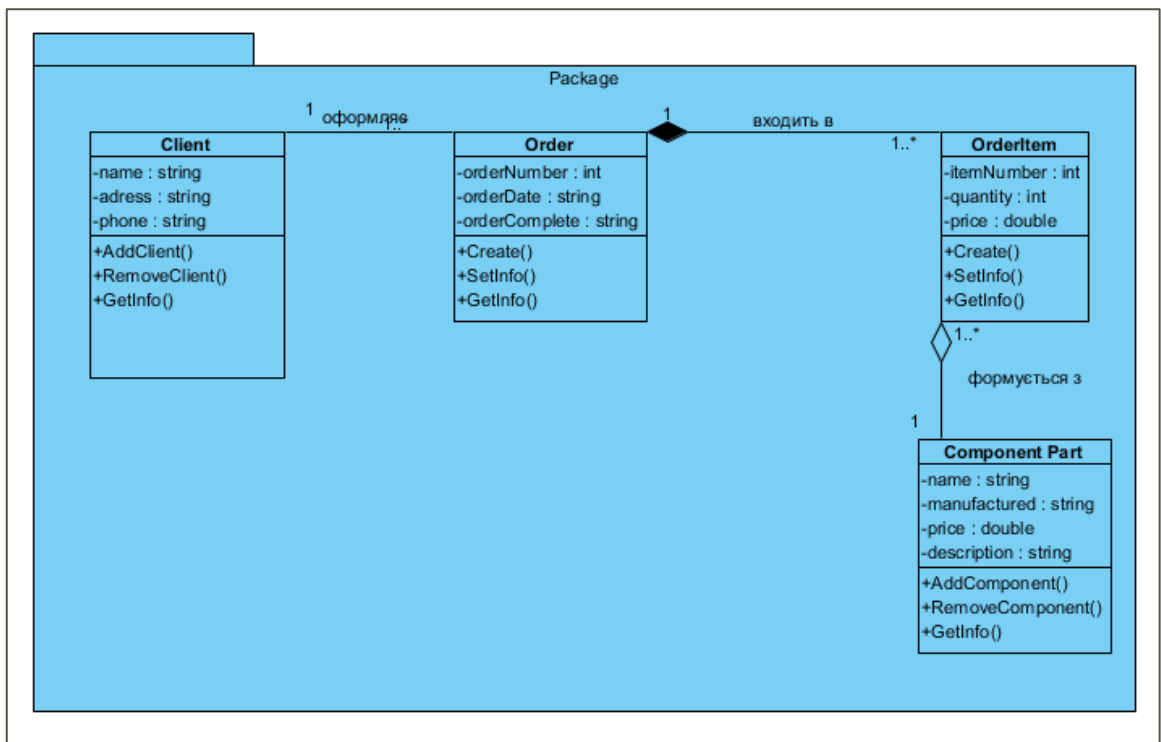 Package
1
оформляє
1..*
1
входить в
1..*
Client
-name : string
-adress : string
-phone : string
+AddClient()
+RemoveClient()
+GetInfo()
Order
-orderNumber : int
-orderDate : string
-orderComplete : string
+Create()
+SetInfo()
+GetInfo()
OrderItem
-itemNumber : int
-quantity : int
-price : double
+Create()
+SetInfo()
+GetInfo()
1..*
формується з
1
Component Part
-name : string
-manufactured : string
-price : double
-description : string
+AddComponent()
+RemoveComponent()
+GetInfo()